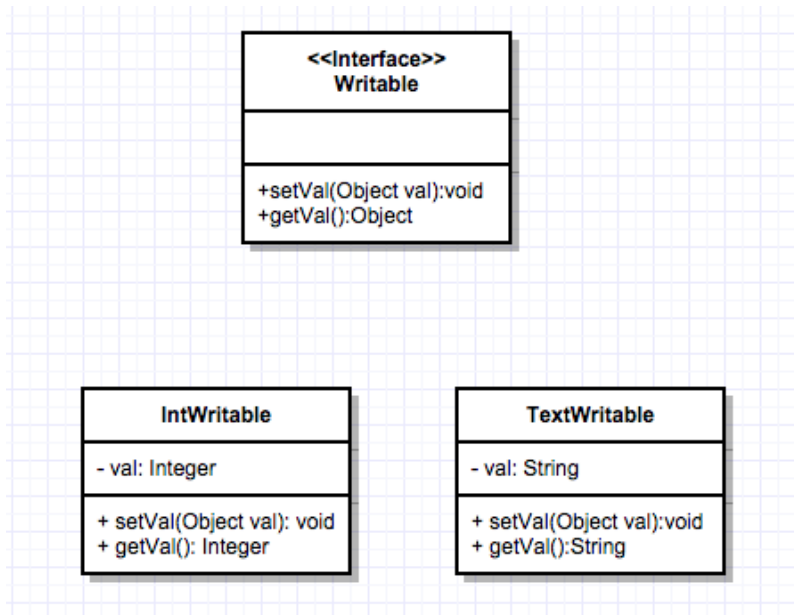 <<Interface>>
Writable
+setVal(Object val):void
+getVal():Object
IntWritable
- val: Integer
+ setVal(Object val): void
+ getVal(): Integer
TextWritable
- val: String
+ setVal(Object val):void
+ getVal():String